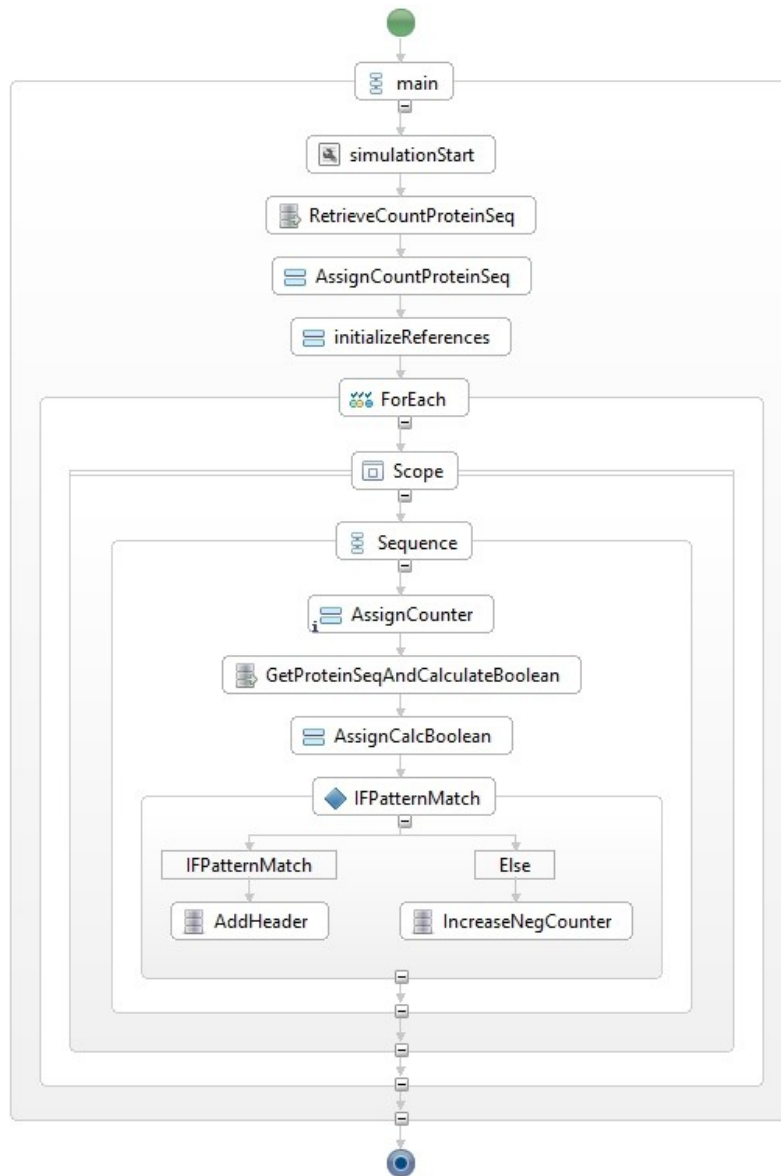 main
simulationStart
RetrieveCountProteinSeq
AssignCountProteinSeq
initializeReferences
ForEach
Scope
Sequence
AssignCounter
GetProteinSeqAndCalculateBoolean
AssignCalcBoolean
IFPatternMatch
IFPatternMatch
Else
AddHeader
IncreaseNegCounter